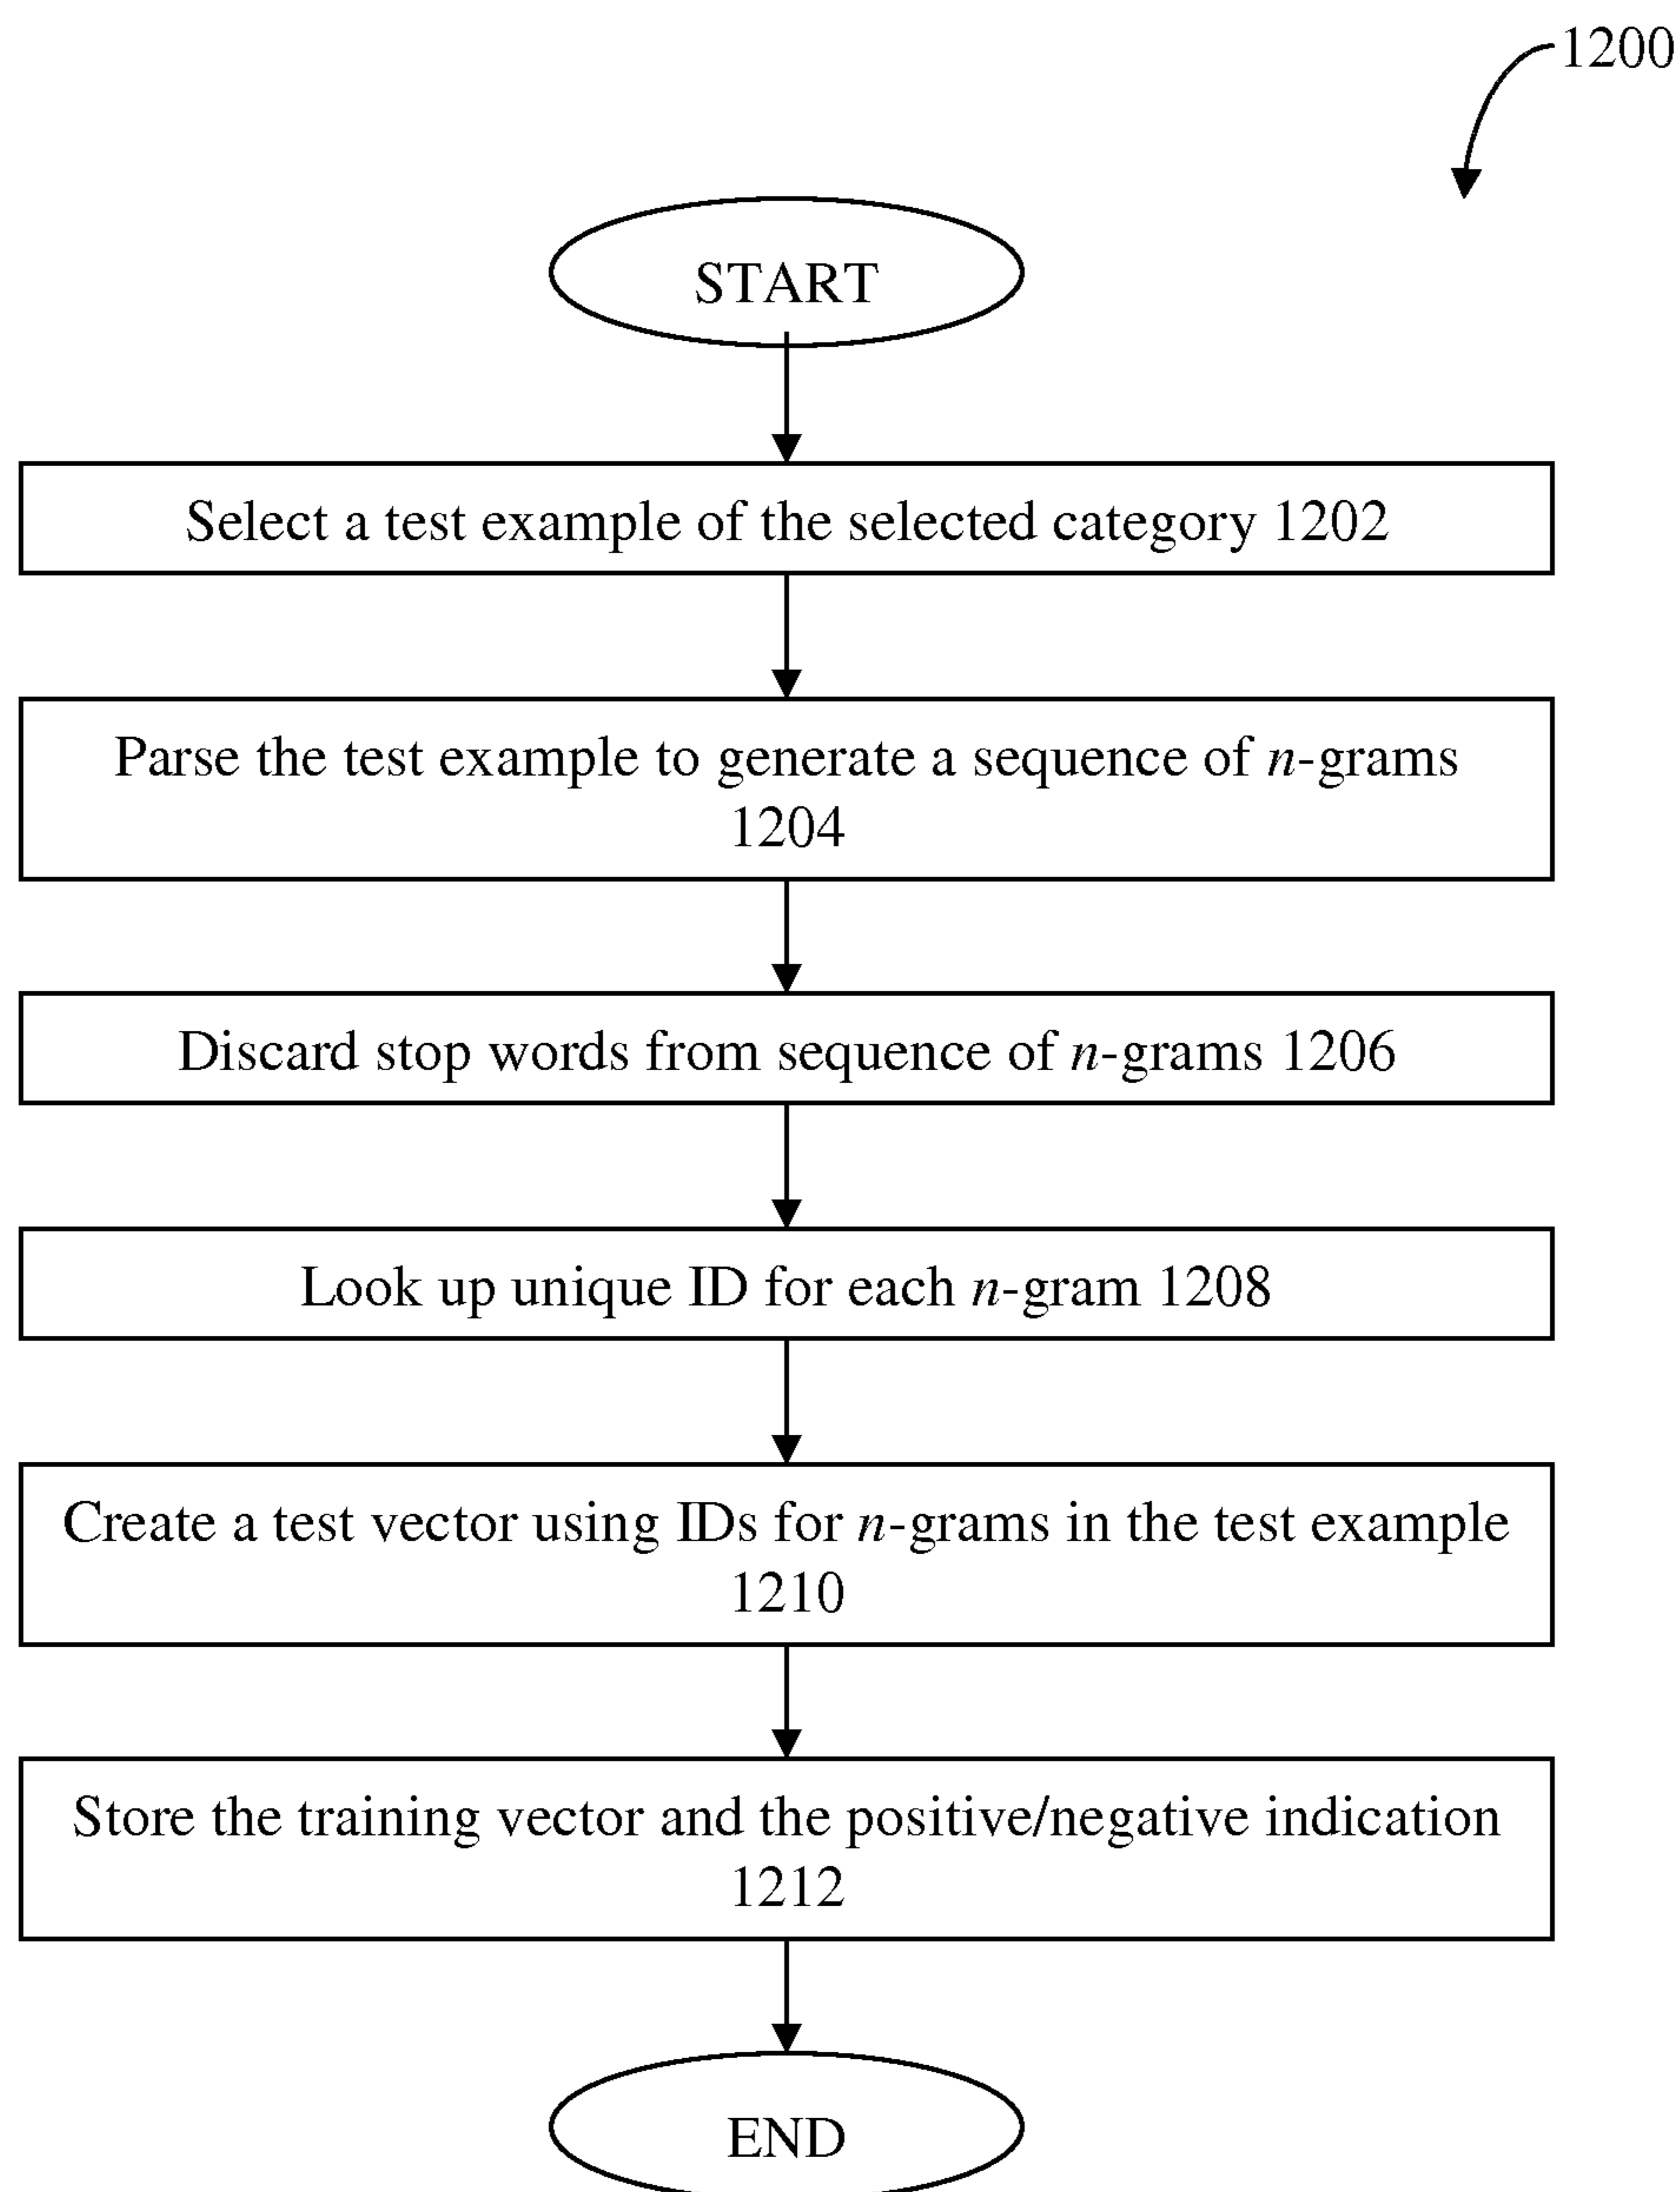 1200
START
Select a test example of the selected category 1202
Parse the test example to generate a sequence of n-grams
1204
Discard stop words from sequence of n-grams 1206
Look up unique ID for each n-gram 1208
Create a test vector using IDs for n-grams in the test example
1210
Store the training vector and the positive/negative indication
1212
END